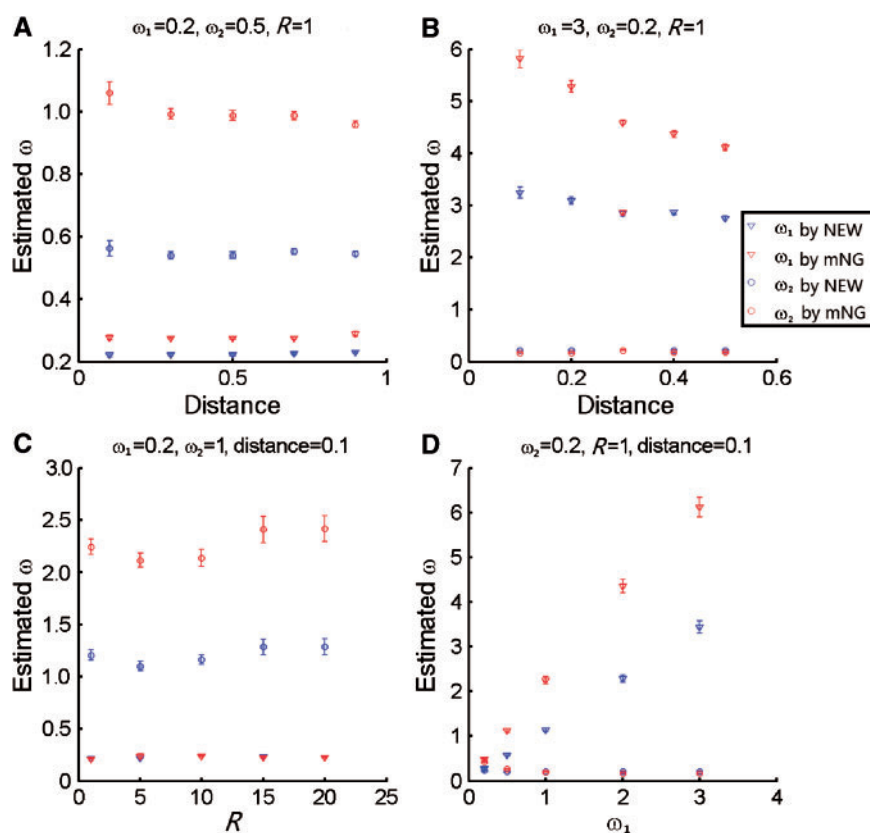 A
ω1=0.2, ω2=0.5, R=1
1.2
1.0
0.8
0.6
0.4
0.2
0
0.5
1
Estimated ω
Distance
B
ω1=3, ω2=0.2, R=1
6
5
4
3
2
1
0
0
0.2
0.4
0.6
Estimated ω
Distance
ω1 by NEW
ω1 by mNG
ω2 by NEW
ω2 by mNG
C
ω1=0.2, ω2=1, distance=0.1
3.0
2.5
2.0
1.5
1.0
0.5
0
0
5
10
15
20
25
Estimated ω
R
D
ω2=0.2, R=1, distance=0.1
7
6
5
4
3
2
1
0
0
1
2
3
4
Estimated ω
ω1